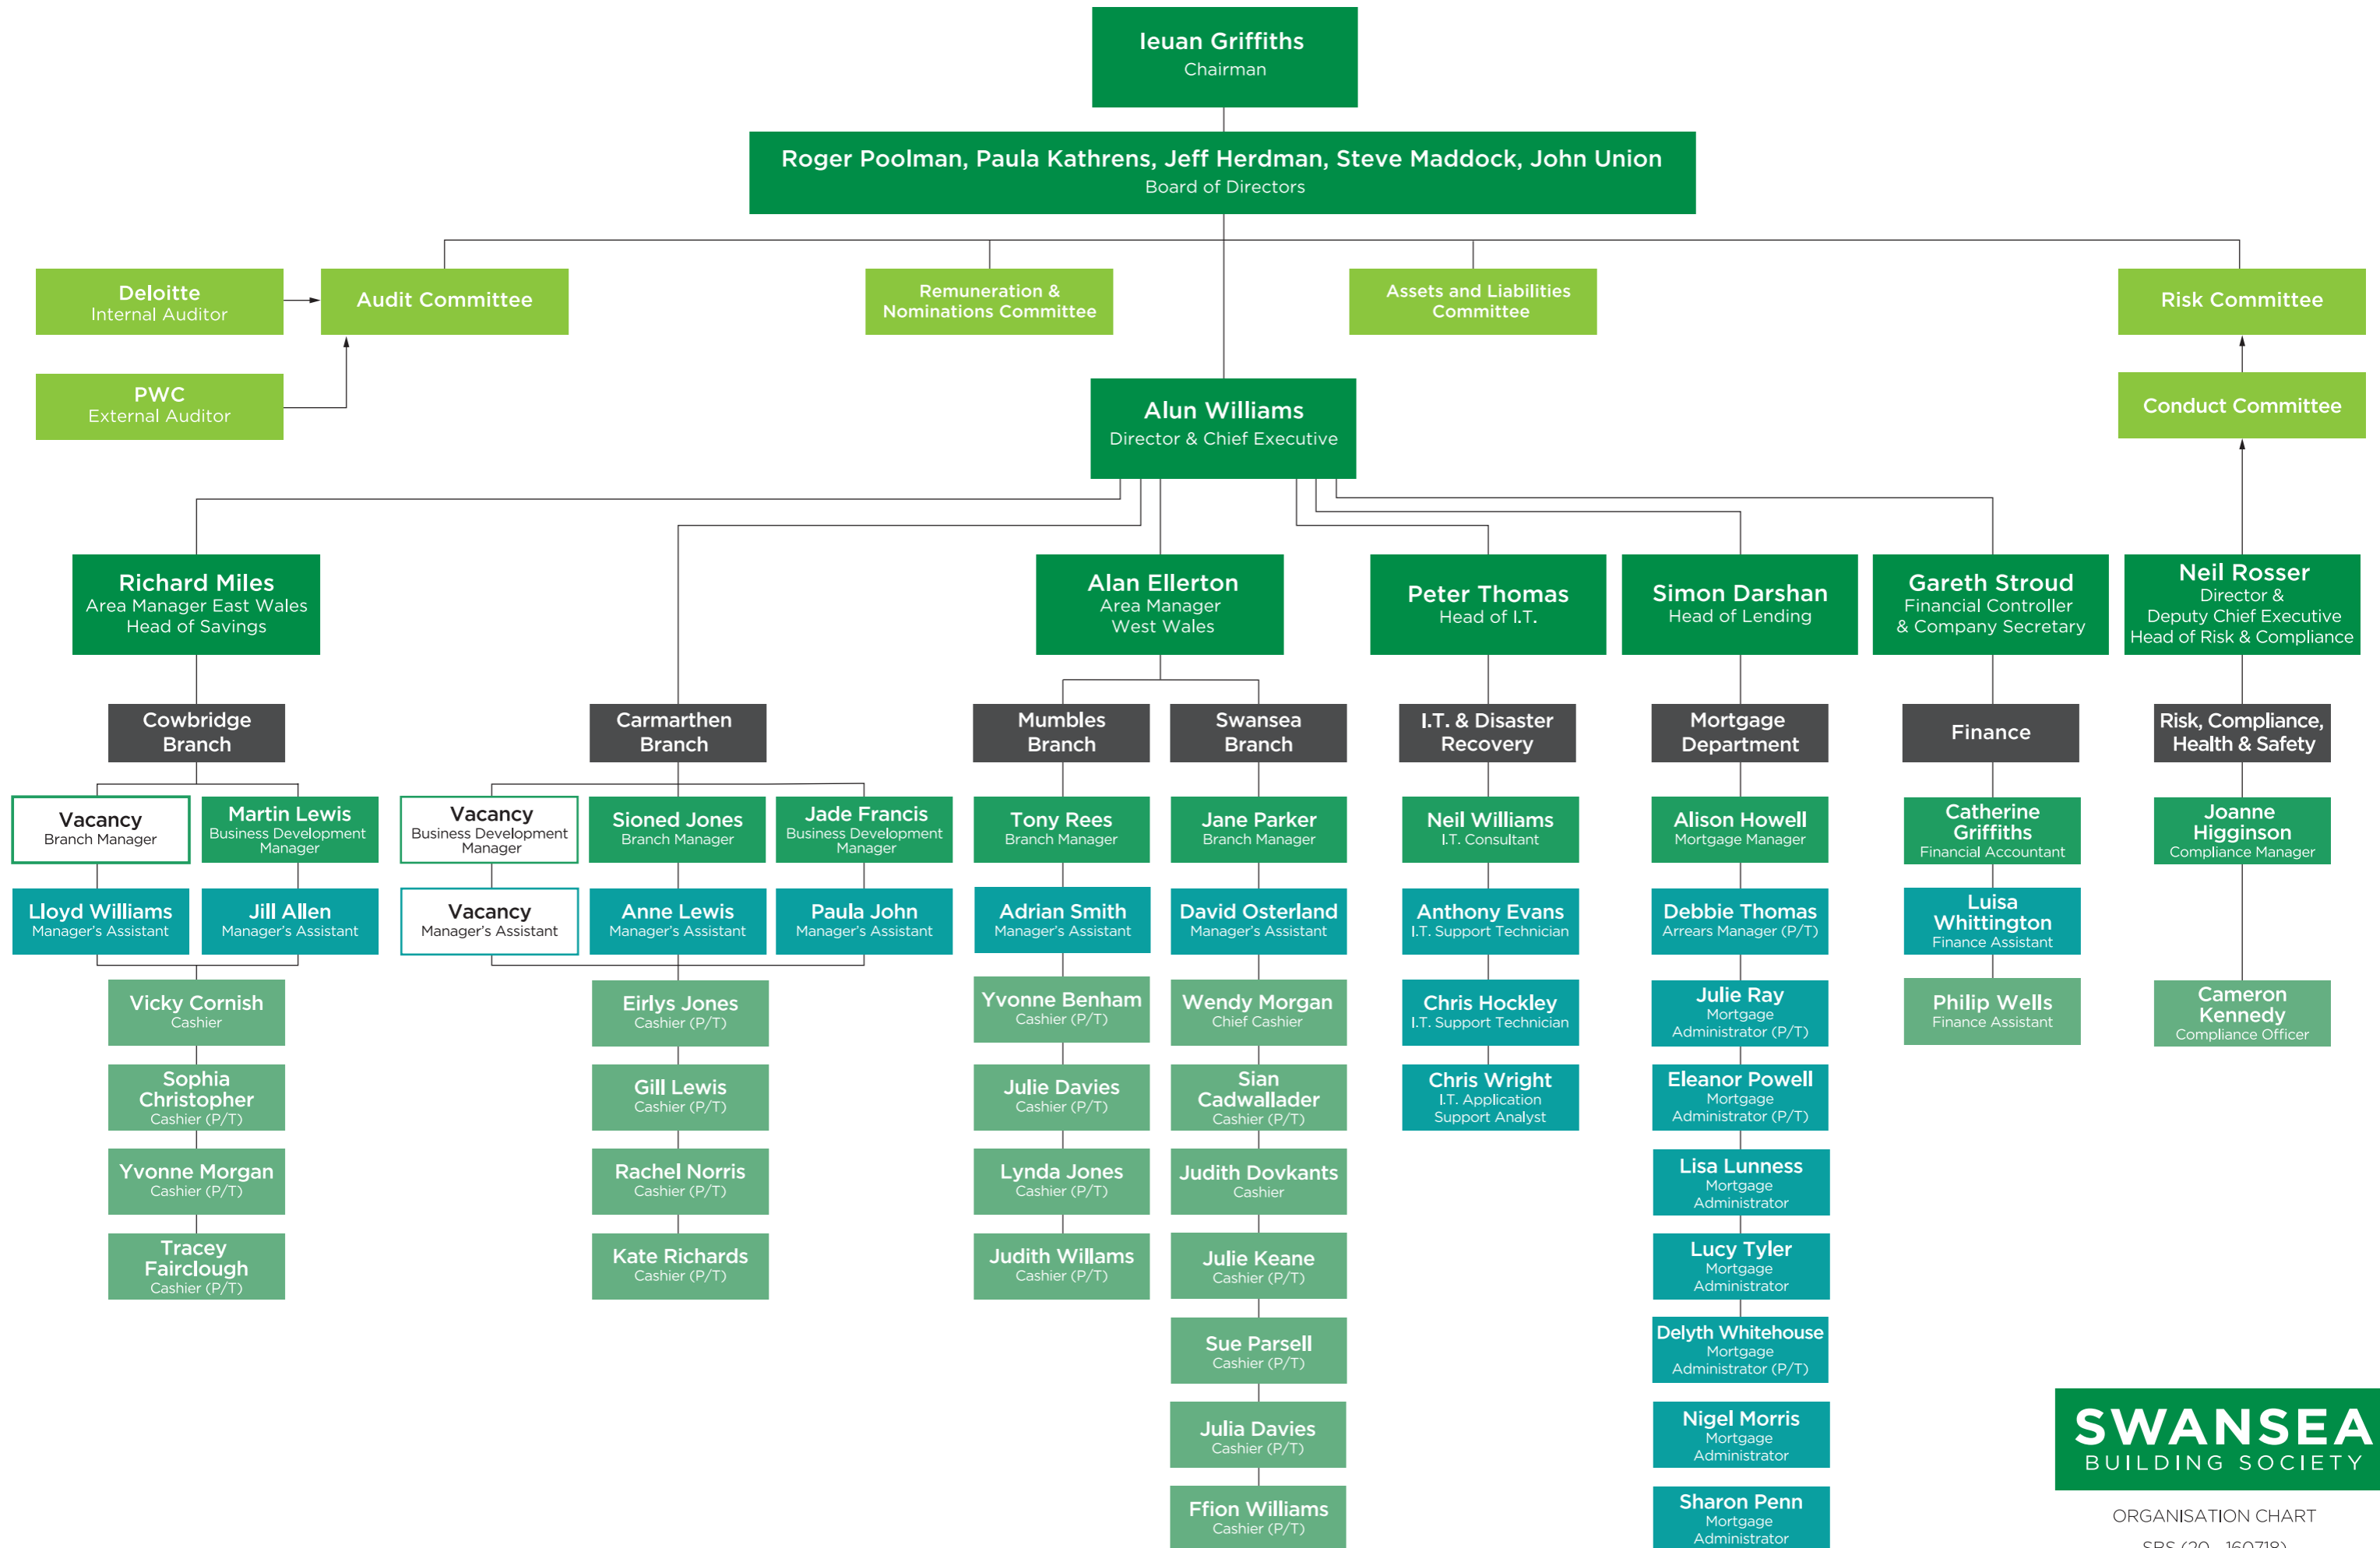 Ieuan Griffiths
Chairman
Roger Poolman, Paula Kathrens, Jeff Herdman, Steve Maddock, John Union
Board of Directors
Deloitte
Internal Auditor
Audit Committee
Remuneration &
Nominations Committee
Assets and Liabilities
Committee
Risk Committee
PWC
External Auditor
Alun Williams
Director & Chief Executive
Conduct Committee
Richard Miles
Area Manager East Wales
Head of Savings
Alan Ellerton
Area Manager
West Wales
Peter Thomas
Head of I.T.
Simon Darshan
Head of Lending
Gareth Stroud
Financial Controller
& Company Secretary
Neil Rosser
Director &
Deputy Chief Executive
Head of Risk & Compliance
Cowbridge
Branch
Carmarthen
Branch
Mumbles
Branch
Swansea
Branch
I.T. & Disaster
Recovery
Mortgage
Department
Finance
Risk, Compliance,
Health & Safety
Vacancy
Branch Manager
Martin Lewis
Business Development
Manager
Vacancy
Business Development
Manager
Sioned Jones
Branch Manager
Jade Francis
Business Development
Manager
Tony Rees
Branch Manager
Jane Parker
Branch Manager
Neil Williams
I.T. Consultant
Alison Howell
Mortgage Manager
Catherine
Griffiths
Financial Accountant
Joanne
Higginson
Compliance Manager
Lloyd Williams
Manager's Assistant
Jill Allen
Manager's Assistant
Vacancy
Manager's Assistant
Anne Lewis
Manager's Assistant
Paula John
Manager's Assistant
Adrian Smith
Manager's Assistant
David Osterland
Manager's Assistant
Anthony Evans
I.T. Support Technician
Debbie Thomas
Arrears Manager (P/T)
Luisa
Whittington
Finance Assistant
Vicky Cornish
Cashier
Eirlys Jones
Cashier (P/T)
Yvonne Benham
Cashier (P/T)
Wendy Morgan
Chief Cashier
Chris Hockley
I.T. Support Technician
Julie Ray
Mortgage
Administrator (P/T)
Philip Wells
Finance Assistant
Cameron
Kennedy
Compliance Officer
Sophia
Christopher
Cashier (P/T)
Gill Lewis
Cashier (P/T)
Julie Davies
Cashier (P/T)
Sian
Cadwallader
Cashier (P/T)
Chris Wright
I.T. Application
Support Analyst
Eleanor Powell
Mortgage
Administrator (P/T)
Yvonne Morgan
Cashier (P/T)
Rachel Norris
Cashier (P/T)
Lynda Jones
Cashier (P/T)
Judith Dovkants
Cashier
Lisa Lunness
Mortgage
Administrator
Tracey
Fairclough
Cashier (P/T)
Kate Richards
Cashier (P/T)
Judith Willams
Cashier (P/T)
Julie Keane
Cashier (P/T)
Lucy Tyler
Mortgage
Administrator
Sue Parsell
Cashier (P/T)
Delyth Whitehouse
Mortgage
Administrator (P/T)
Julia Davies
Cashier (P/T)
Nigel Morris
Mortgage
Administrator
Ffion Williams
Cashier (P/T)
Sharon Penn
Mortgage
Administrator
SWANSEA
BUILDING SOCIETY
ORGANISATION CHART
SBS (20 - 160718)